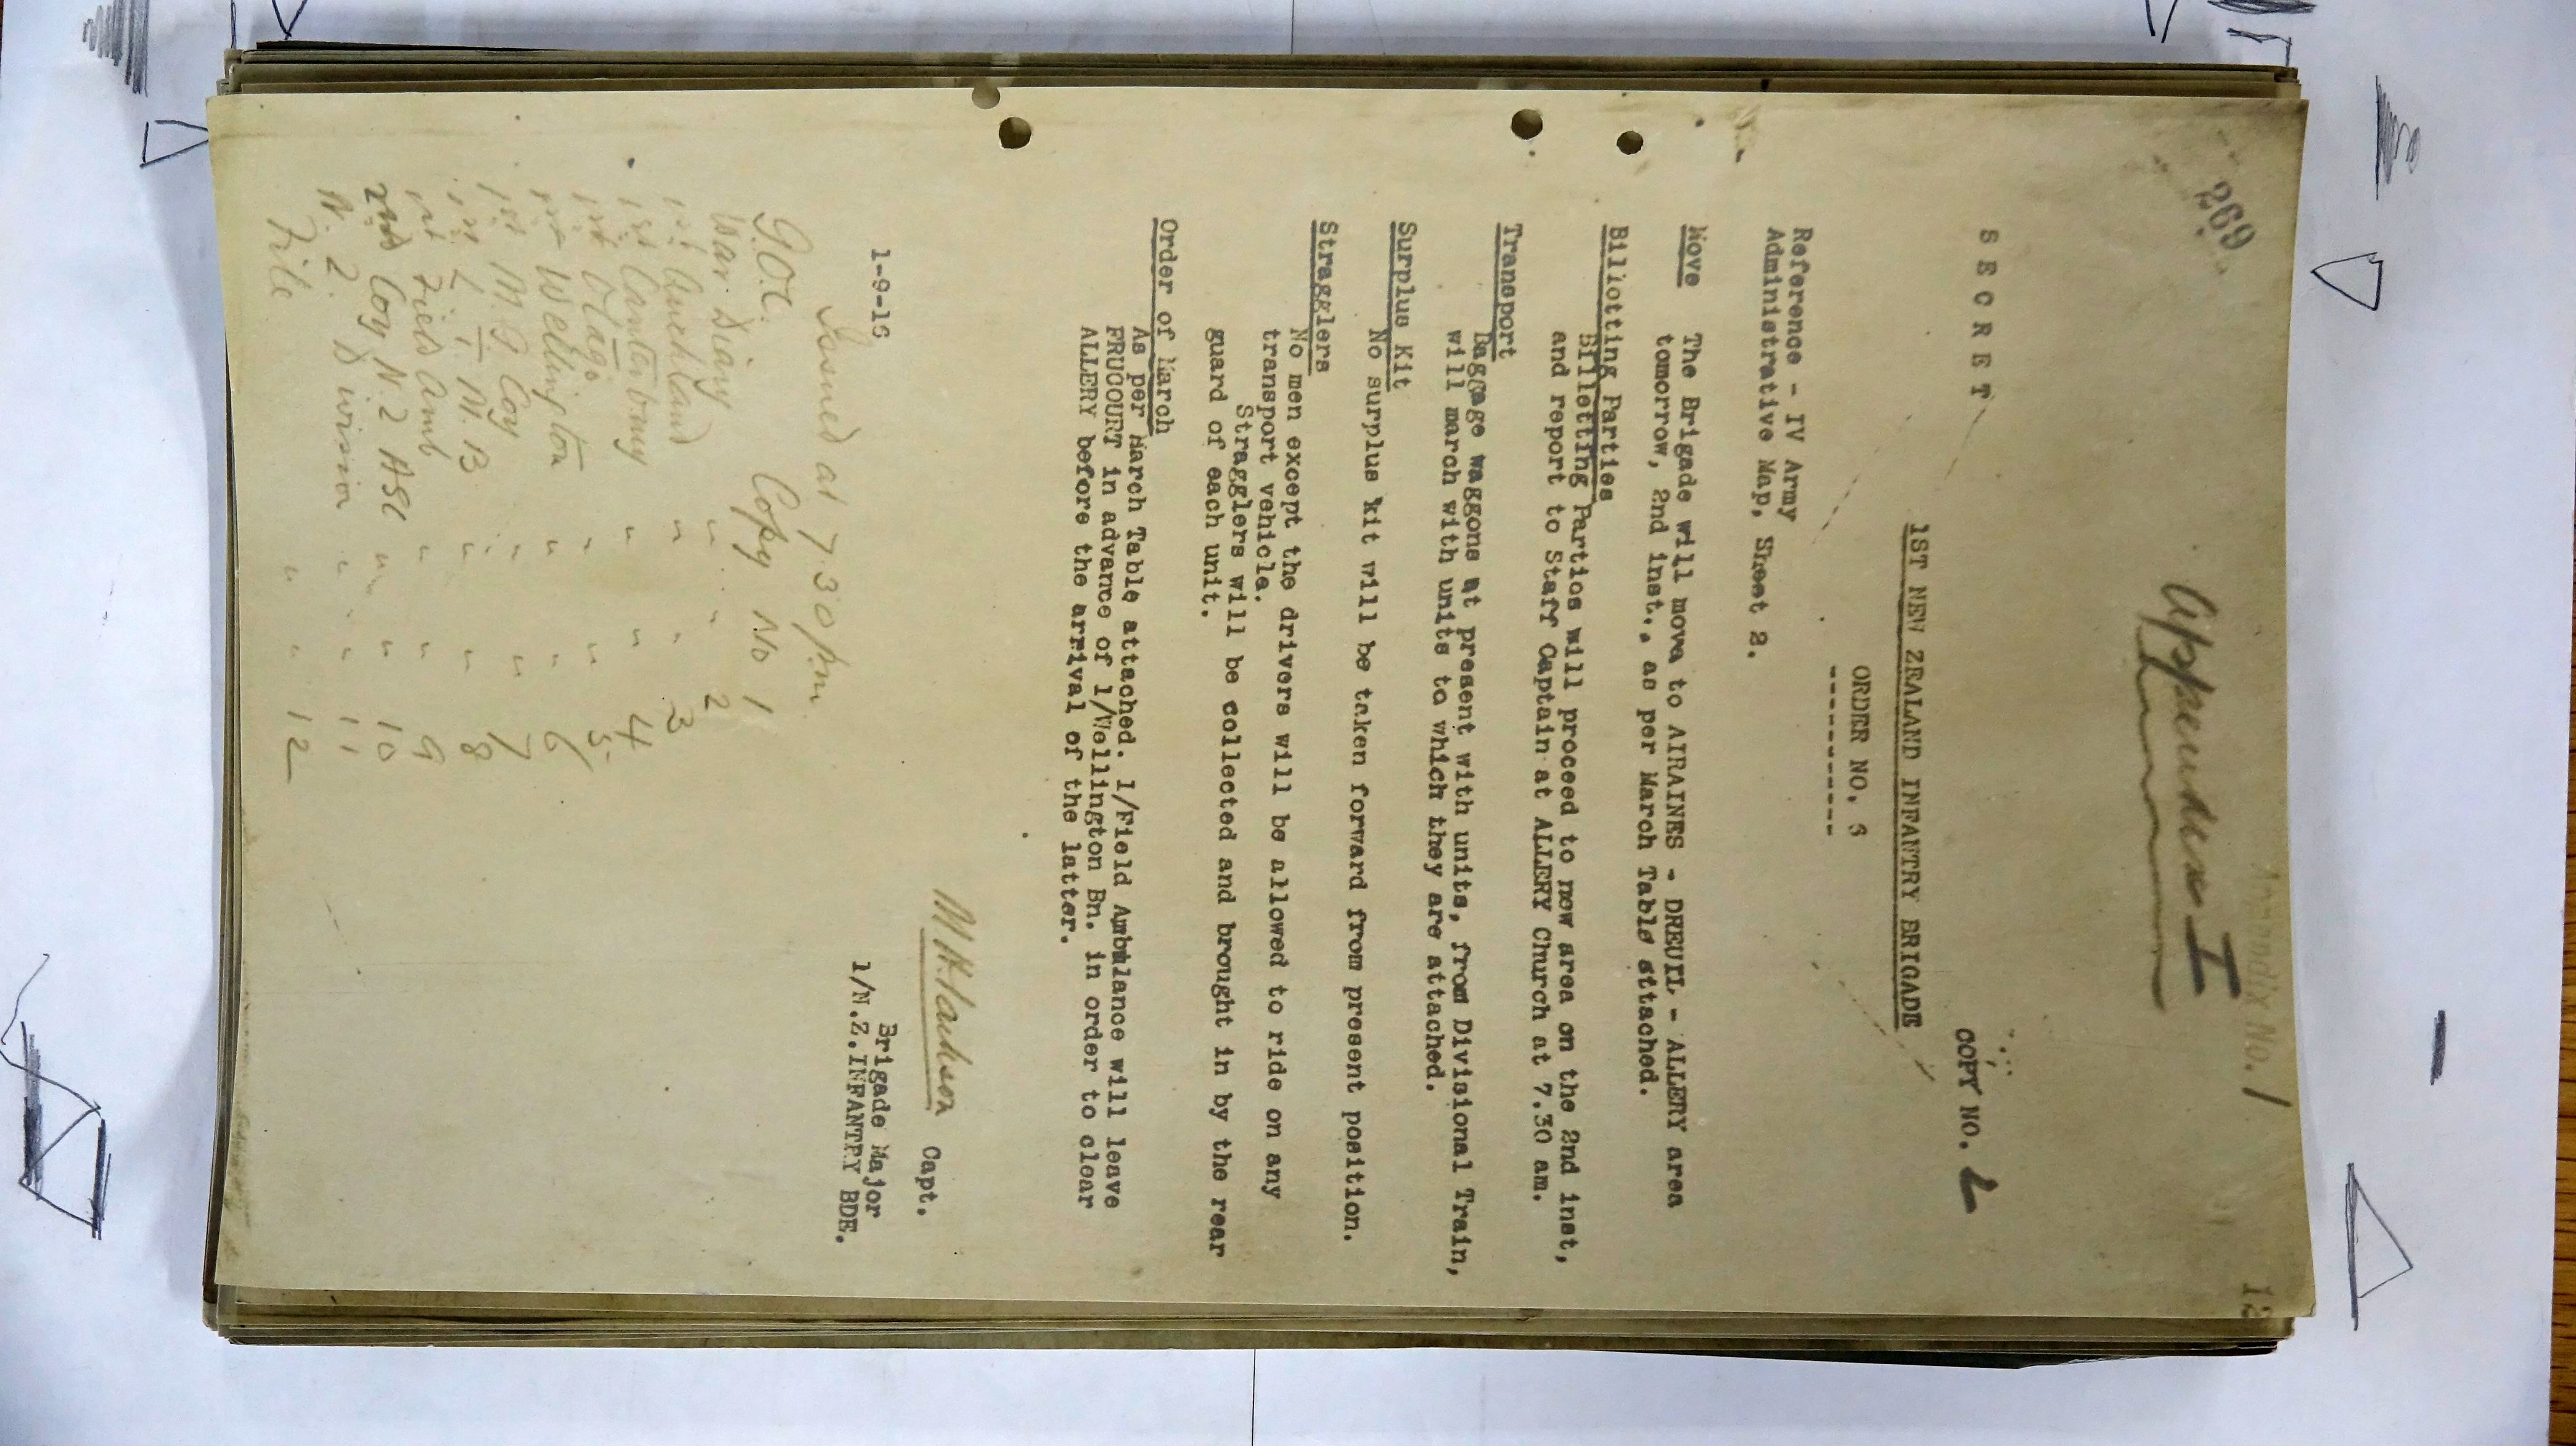 269
Appendix No. 1
12
Appendix I
SECRET
COPY NO. 2
1ST NEW ZEALAND INFANTRY BRIGADE
ORDER NO. 3
----------
Reference - IV Army
Administrative Map, Sheet 2.
Move The Brigade will move to AIRAINES - DREUIL - ALLERY area
tomorrow, 2nd inst., as per March Table attached.
Billetting Parties
Billetting Parties will proceed to new area on the 2nd inst,
and report to Staff Captain at ALLERY Church at 7.30 am.
Transport
Baggage waggons at present with units, from Divisional Train,
will march with units to which they are attached.
Surplus Kit
No surplus kit will be taken forward from present position.
Stragglers
No men except the drivers will be allowed to ride on any
transport vehicle.
Stragglers will be collected and brought in by the rear
guard of each unit.
Order of March
As per March Table attached. 1/Field Ambulance will leave
FRUCOURT in advance of 1/Wellington Bn. in order to clear
ALLERY before the arrival of the latter.
Capt.
Brigade Major
1-9-16
1/N.Z.INFANTRY BDE.
Issued at 7.30 pm.
G.O.C. Copy No 1
War Diary " " 2
1st Auckland " " 3
1st Canterbury " " 4
1st Otago " " 5
1st Wellington " " 6
1st M.G Coy " " 7
1st L.T.M.B " " 8
1st Field Amb " " 9
2nd Coy N.Z ASC " " 10
N.Z. Division " " 11
File " " 12